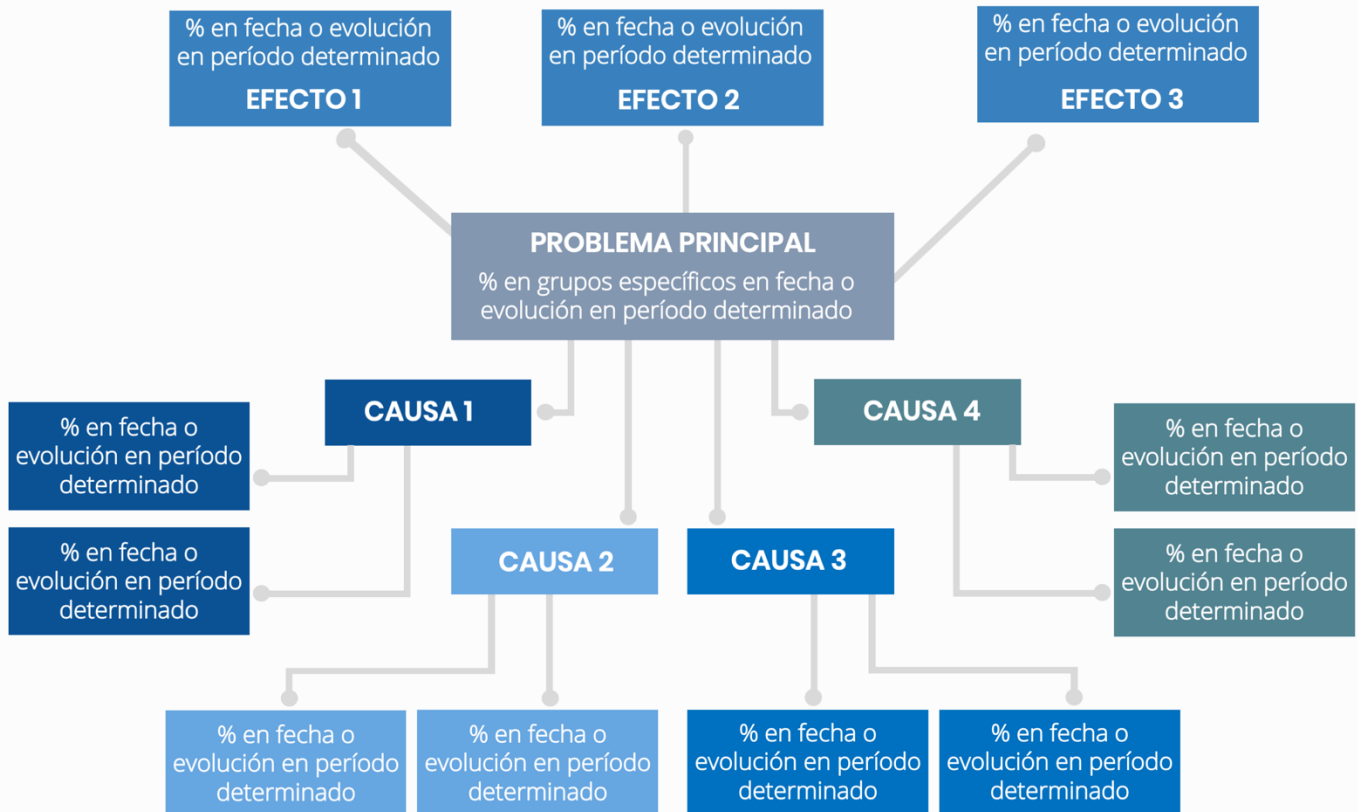 % en fecha o evolución
en período determinado
EFECTO 1
% en fecha o evolución
en período determinado
EFECTO 2
% en fecha o evolución
en período determinado
EFECTO 3
PROBLEMA PRINCIPAL
% en grupos específicos en fecha o
evolución en período determinado
CAUSA 1
% en fecha o
evolución en período
determinado
% en fecha o
evolución en período
determinado
CAUSA 2
% en fecha o
evolución en período
determinado
% en fecha o
evolución en período
determinado
CAUSA 3
% en fecha o
evolución en período
determinado
% en fecha o
evolución en período
determinado
CAUSA 4
% en fecha o
evolución en período
determinado
% en fecha o
evolución en período
determinado